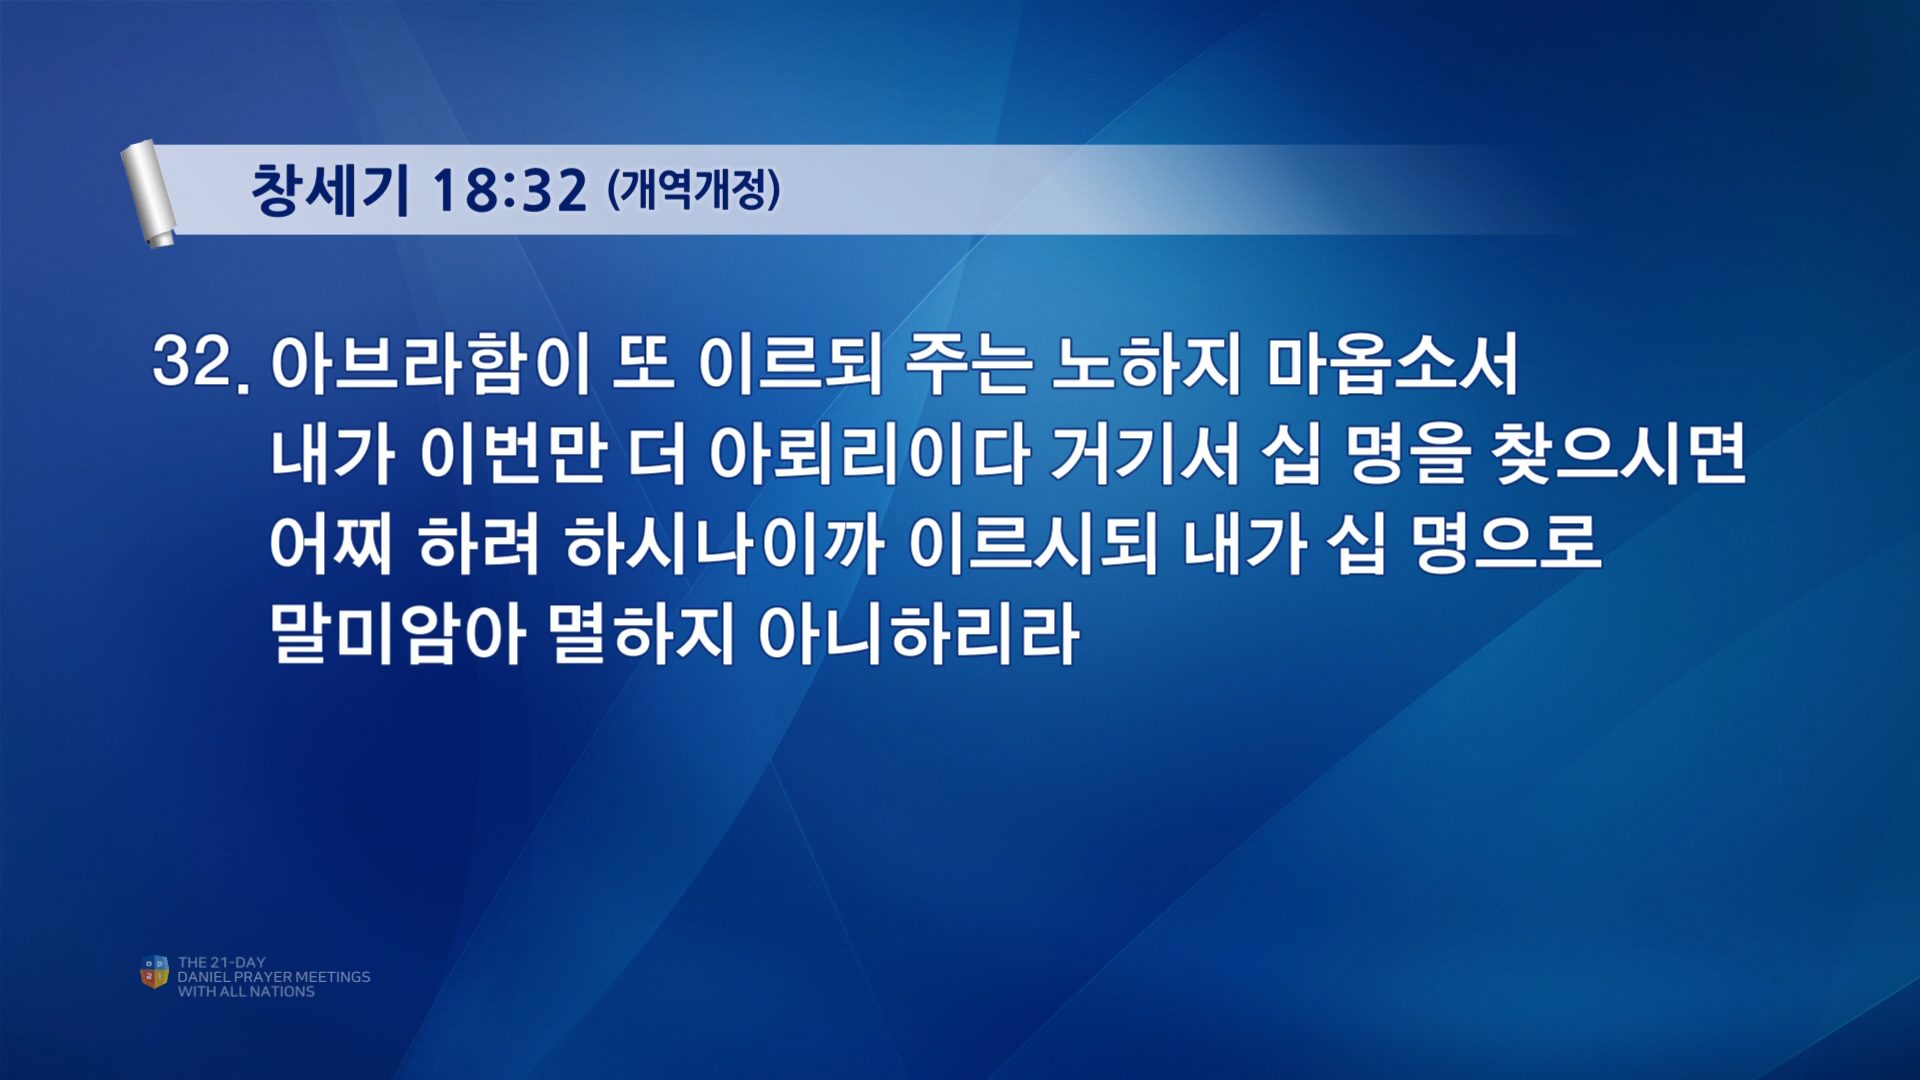 창세기 18:32 (개역개정)
32. 아브라함이 또 이르되 주는 노하지 마옵소서
내가 이번만 더 아뢰리이다 거기서 십 명을 찾으시면
어찌 하려 하시나이까 이르시되 내가 십 명으로
말미암아 멸하지 아니하리라
DP
21
THE 21-DAY
DANIEL PRAYER MEETINGS
WITH ALL NATIONS